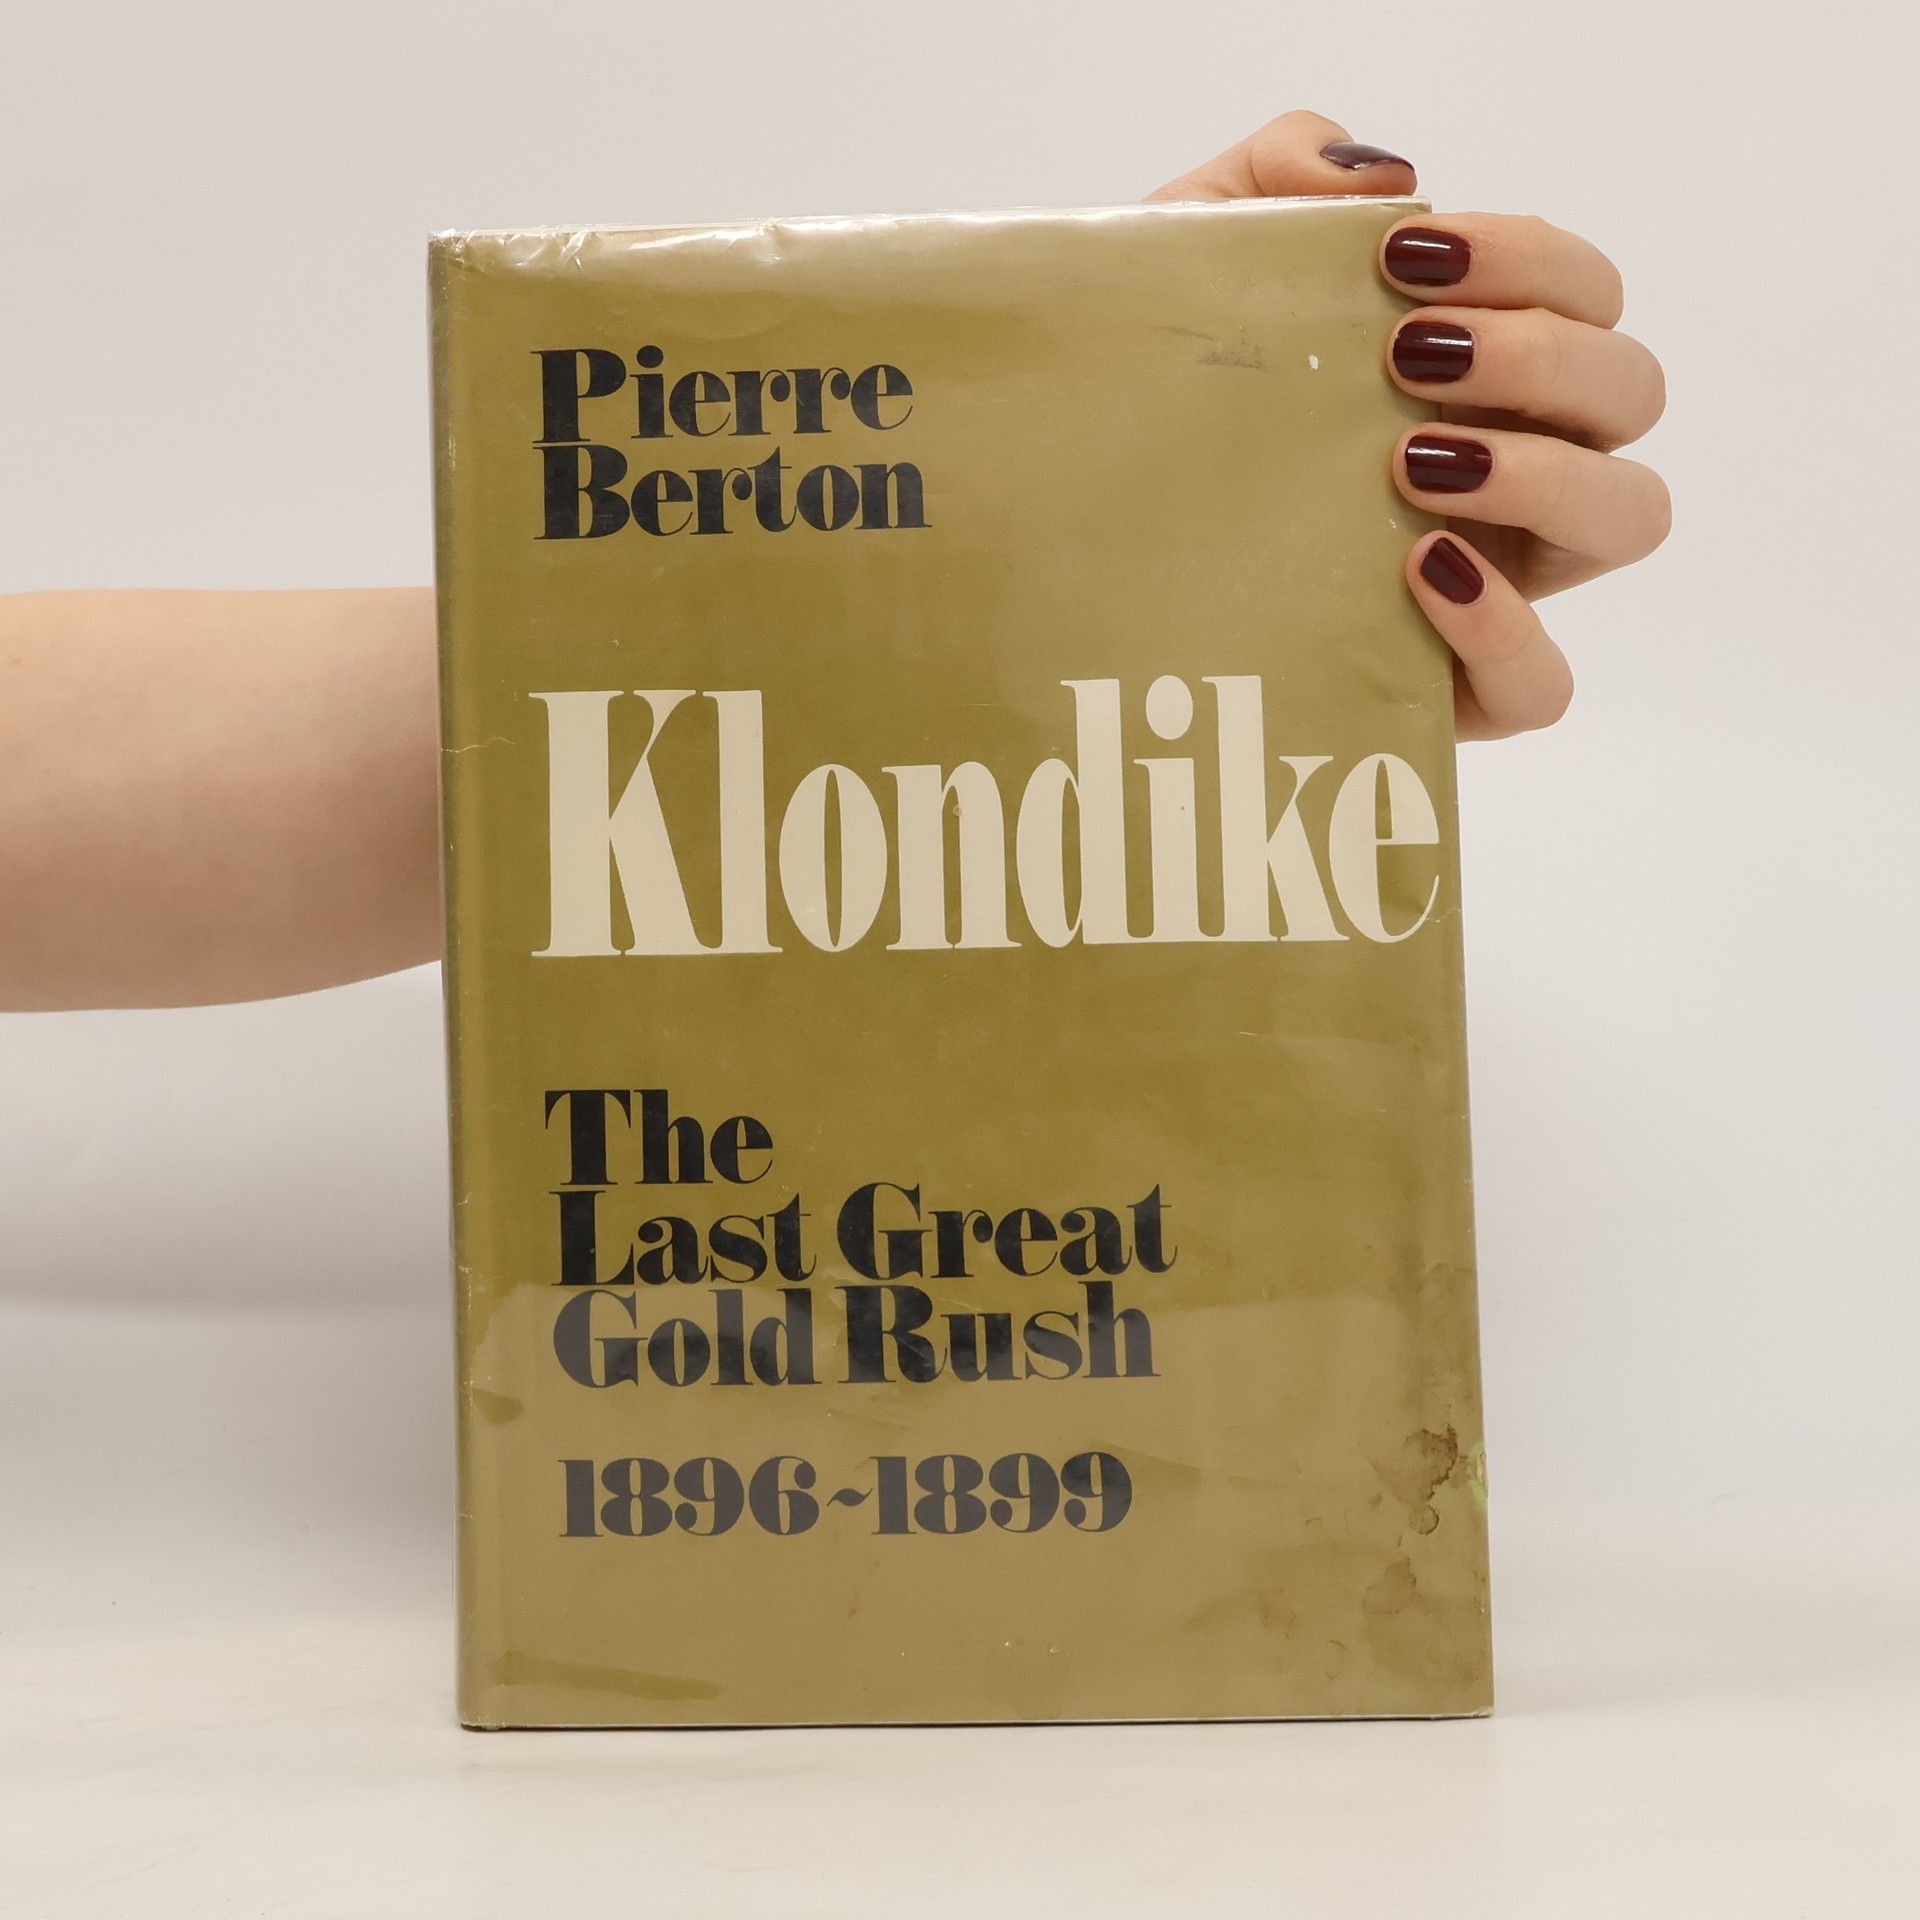 Pierre
Berton
Klondike
The
Last Great
Gold Rush
1896~1899